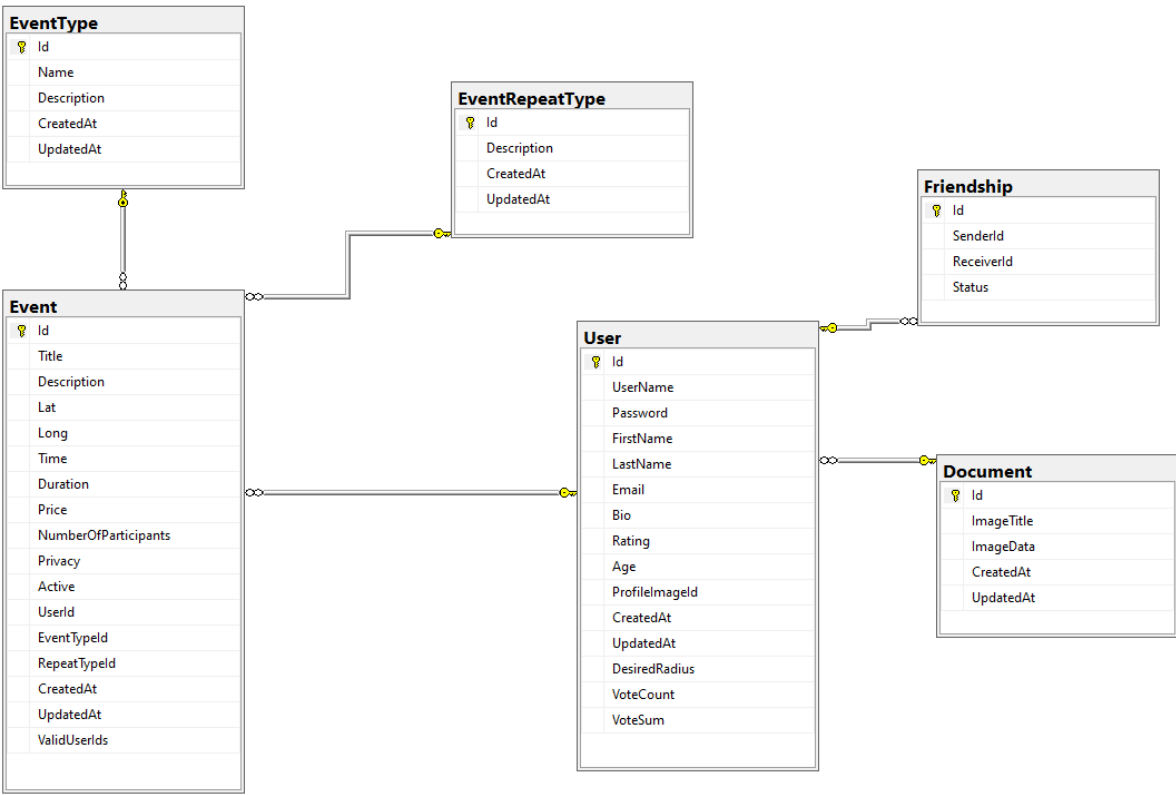 EventType
Id
Name
Description
CreatedAt
UpdatedAt
EventRepeatType
Id
Description
CreatedAt
UpdatedAt
Friendship
Id
SenderId
ReceiverId
Status
Event
Id
Title
Description
Lat
Long
Time
Duration
Price
NumberOfParticipants
Privacy
Active
UserId
EventTypeId
RepeatTypeId
CreatedAt
UpdatedAt
ValidUserIds
User
Id
UserName
Password
FirstName
LastName
Email
Bio
Rating
Age
ProfileImageId
CreatedAt
UpdatedAt
DesiredRadius
VoteCount
VoteSum
Document
Id
ImageTitle
ImageData
CreatedAt
UpdatedAt